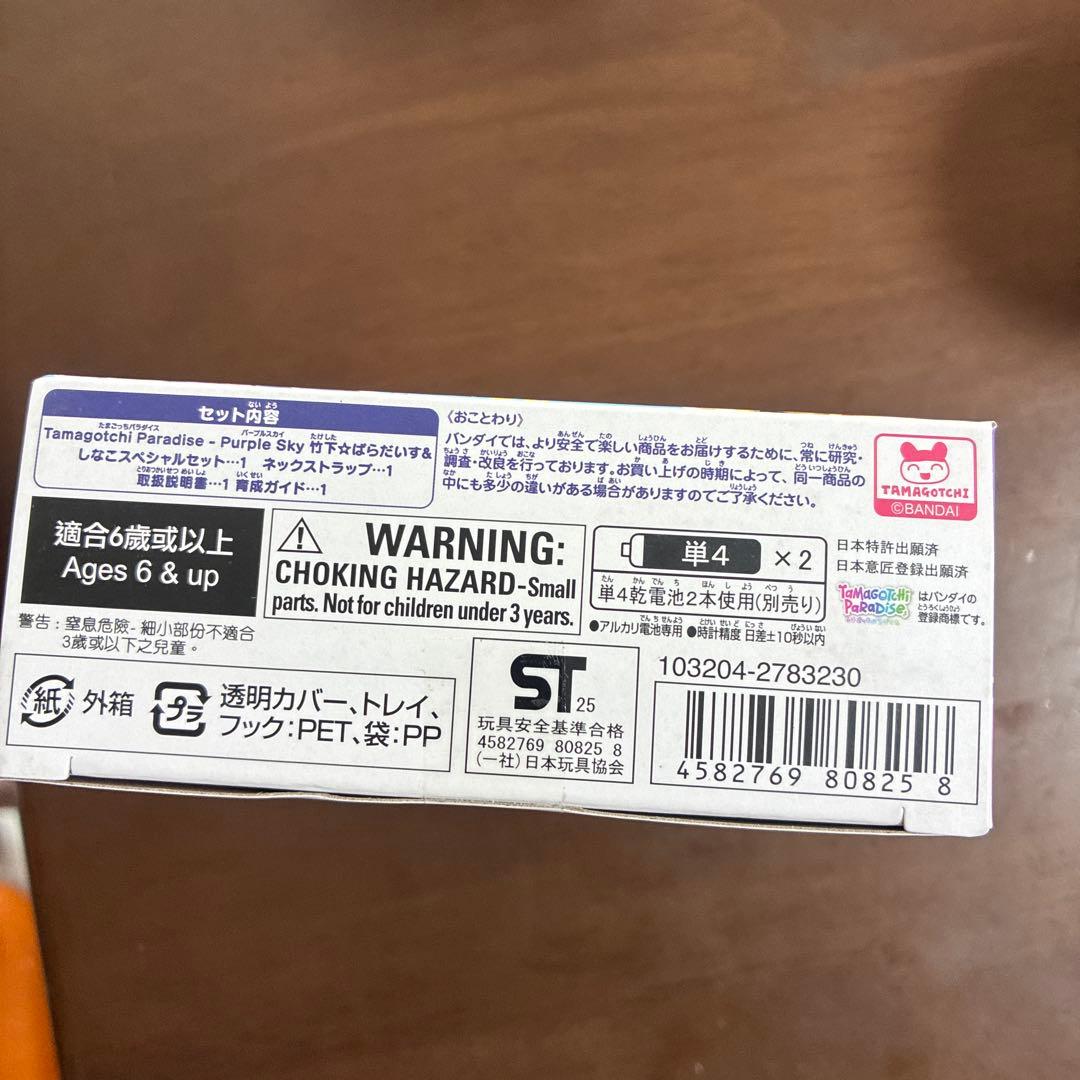 セット内容
Tamagotchi Paradise - Purple Sky 竹下☆ぱらだいす&
しなこスペシャルセット…1 ネックストラップ…1
取扱説明書…1 育成ガイド…1
〈おことわり〉
バンダイでは、より安全で楽しい商品をお届けするために、常に研究・
調査・改良を行っております。お買い上げの時期によって、同一商品の
中にも多少の違いがある場合がありますのでご了承ください。
TAMAGOTCHI
©BANDAI
適合6歲或以上
Ages 6 & up
WARNING:
CHOKING HAZARD-Small
parts. Not for children under 3 years.
警告：窒息危險- 細小部份不適合
3歲或以下之兒童。
単4 ×2
単4乾電池2本使用(別売り)
●アルカリ電池専用 ●時計精度 日差±10秒以内
日本特許出願済
日本意匠登録出願済
TAMAGOTCHI PARADISE はバンダイの
登録商標です。
紙 外箱
プラ 透明カバー、トレイ、
フック：PET、袋：PP
ST 25
玩具安全基準合格
4582769 80825 8
(一社)日本玩具協会
103204-2783230
4582769 80825 8